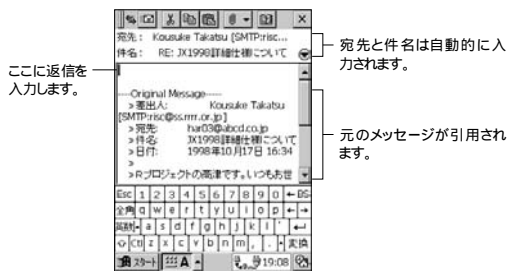 宛先： Kousuke Takatsu [SMTP:risc...
件名： RE: JX1998詳細仕様について
宛先と件名は自動的に入
力されます。
ここに返信を
入力します。
-----Original Message-----
>差出人: Kousuke Takatsu
[SMTP:risc@ss.rrrr.or.jp]
>宛先: har03@abcd.co.jp
>件名: JX1998詳細仕様について
>日付: 1998年10月17日 16:34
>
>Rプロジェクトの高津です。いつもお世
元のメッセージが引用され
ます。
Esc 1 2 3 4 5 6 7 8 9 0 ← BS
全角 q w e r t y u i o p ← →
英数 a s d f g h j k l ' ↵
⇧ Ctl z x c v b n m , . - 変換
スタート A 19:08